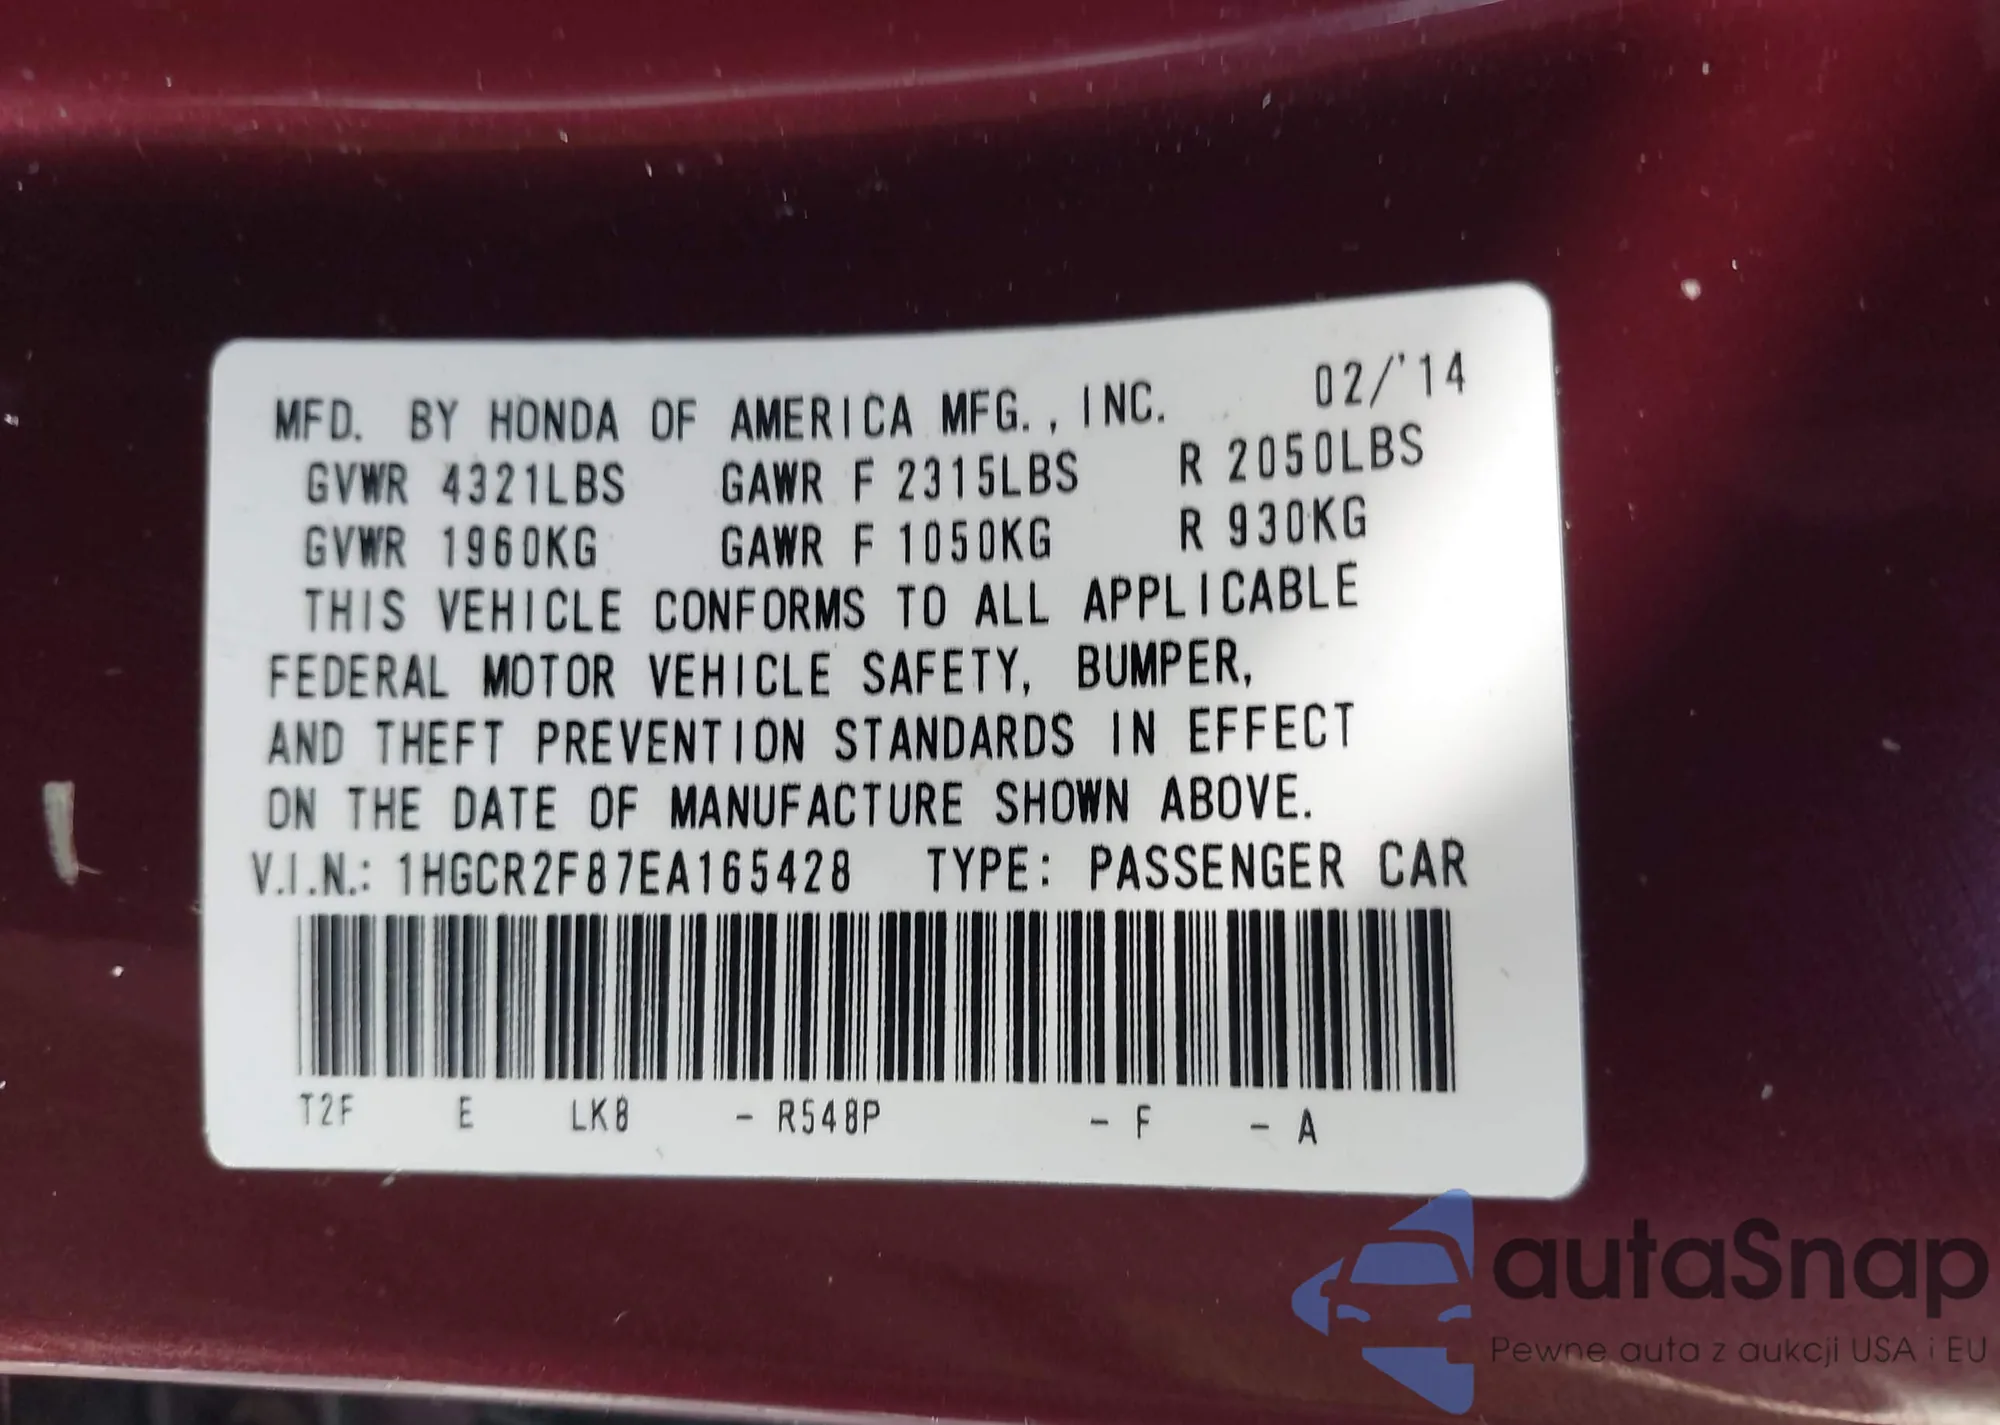 MFD. BY HONDA OF AMERICA MFG., INC. 02/'14
GVWR 4321LBS GAWR F 2315LBS R 2050LBS
GVWR 1960KG GAWR F 1050KG R 930KG
THIS VEHICLE CONFORMS TO ALL APPLICABLE
FEDERAL MOTOR VEHICLE SAFETY, BUMPER,
AND THEFT PREVENTION STANDARDS IN EFFECT
ON THE DATE OF MANUFACTURE SHOWN ABOVE.
V.I.N.: 1HGCR2F87EA165428 TYPE: PASSENGER CAR
T2F E LK8 - R548P - F - A
autaSnap
Pewne auta z aukcji USA i EU